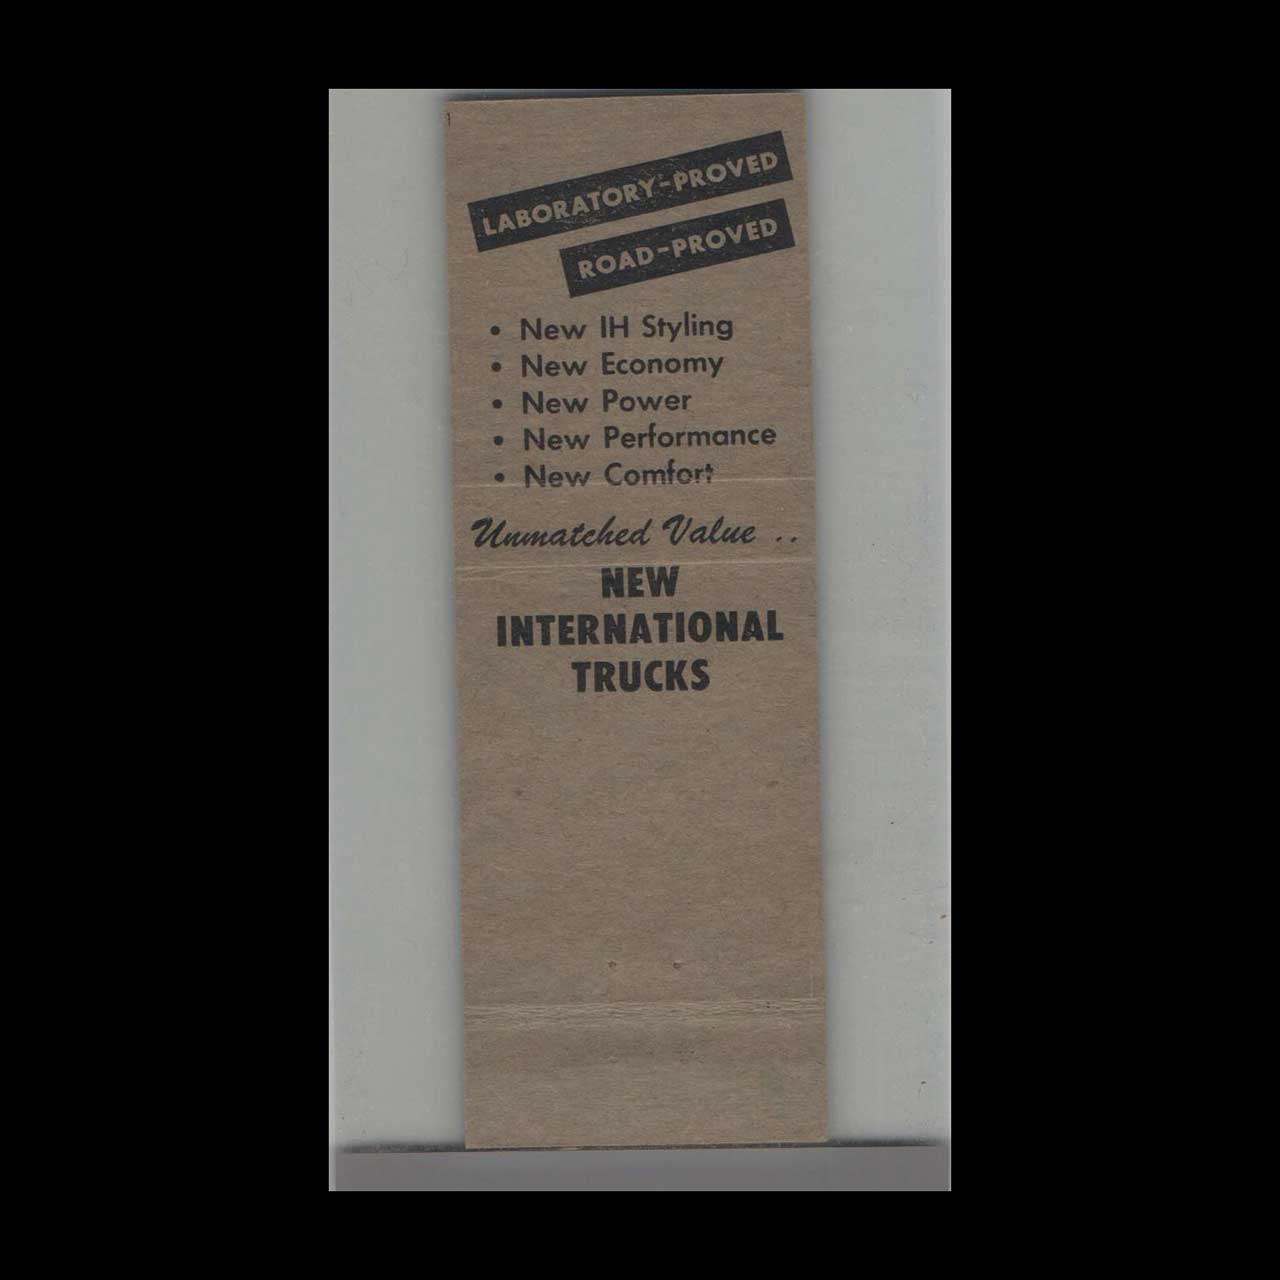 LABORATORY-PROVED
ROAD-PROVED
• New IH Styling
• New Economy
• New Power
• New Performance
• New Comfort
Unmatched Value ..
NEW
INTERNATIONAL
TRUCKS